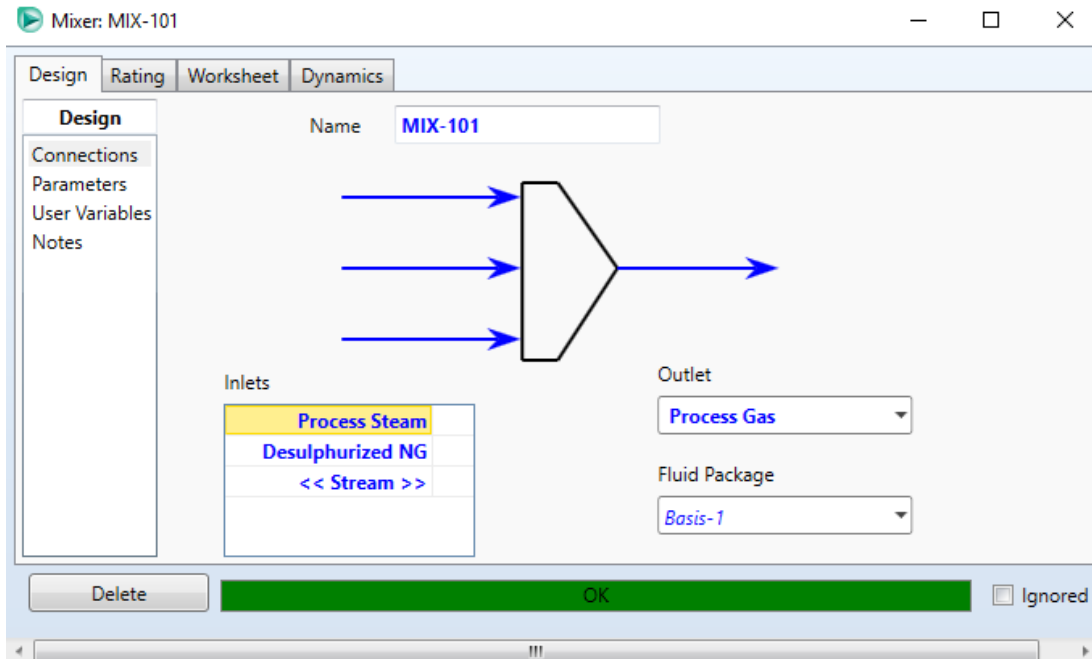 Mixer: MIX-101
Design Rating Worksheet Dynamics
Design
Connections
Parameters
User Variables
Notes
Name MIX-101
Inlets
Process Steam
Desulphurized NG
<< Stream >>
Outlet
Process Gas
Fluid Package
Basis-1
Delete OK Ignored